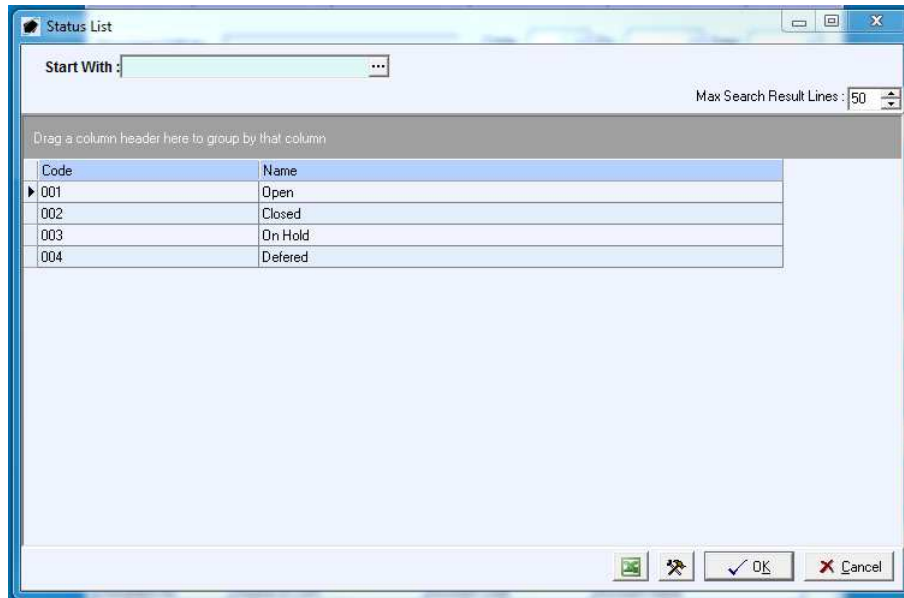 Status List
Start With :
Max Search Result Lines : 50
Drag a column header here to group by that column
Code Name
001 Open
002 Closed
003 On Hold
004 Defered
OK Cancel